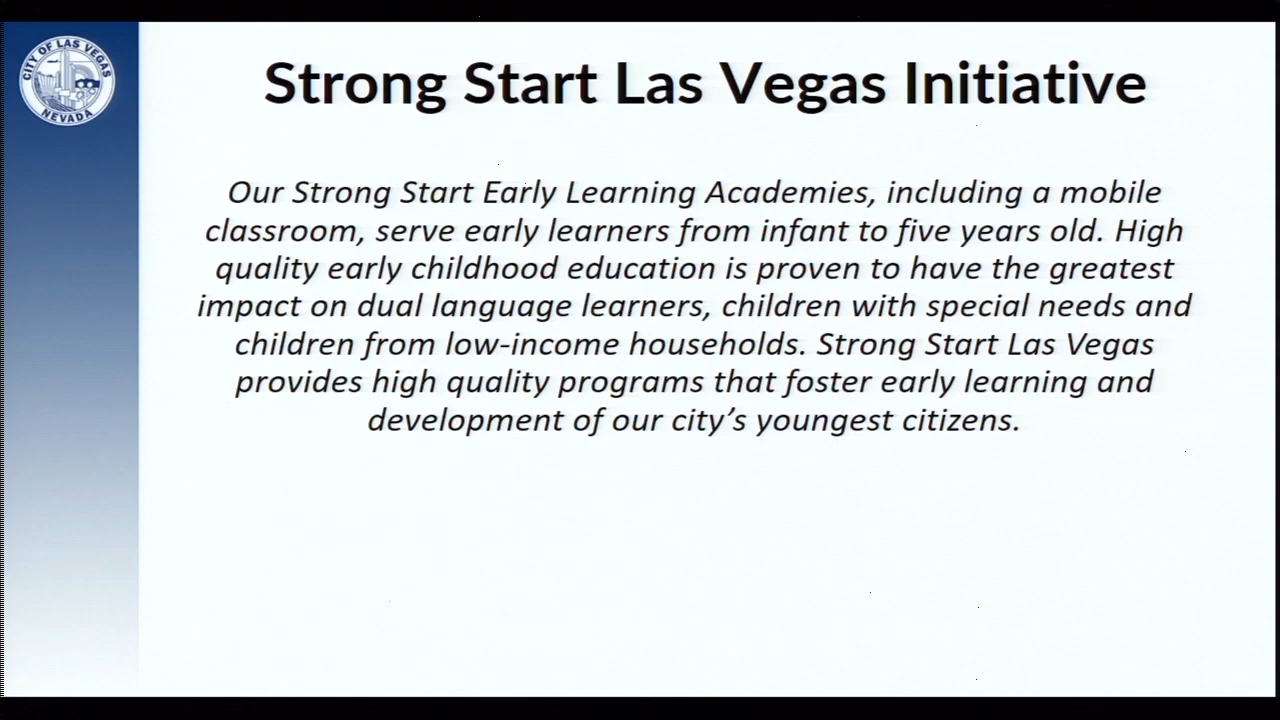 CITY OF LAS VEGAS
NEVADA
Strong Start Las Vegas Initiative
Our Strong Start Early Learning Academies, including a mobile
classroom, serve early learners from infant to five years old. High
quality early childhood education is proven to have the greatest
impact on dual language learners, children with special needs and
children from low-income households. Strong Start Las Vegas
provides high quality programs that foster early learning and
development of our city’s youngest citizens.